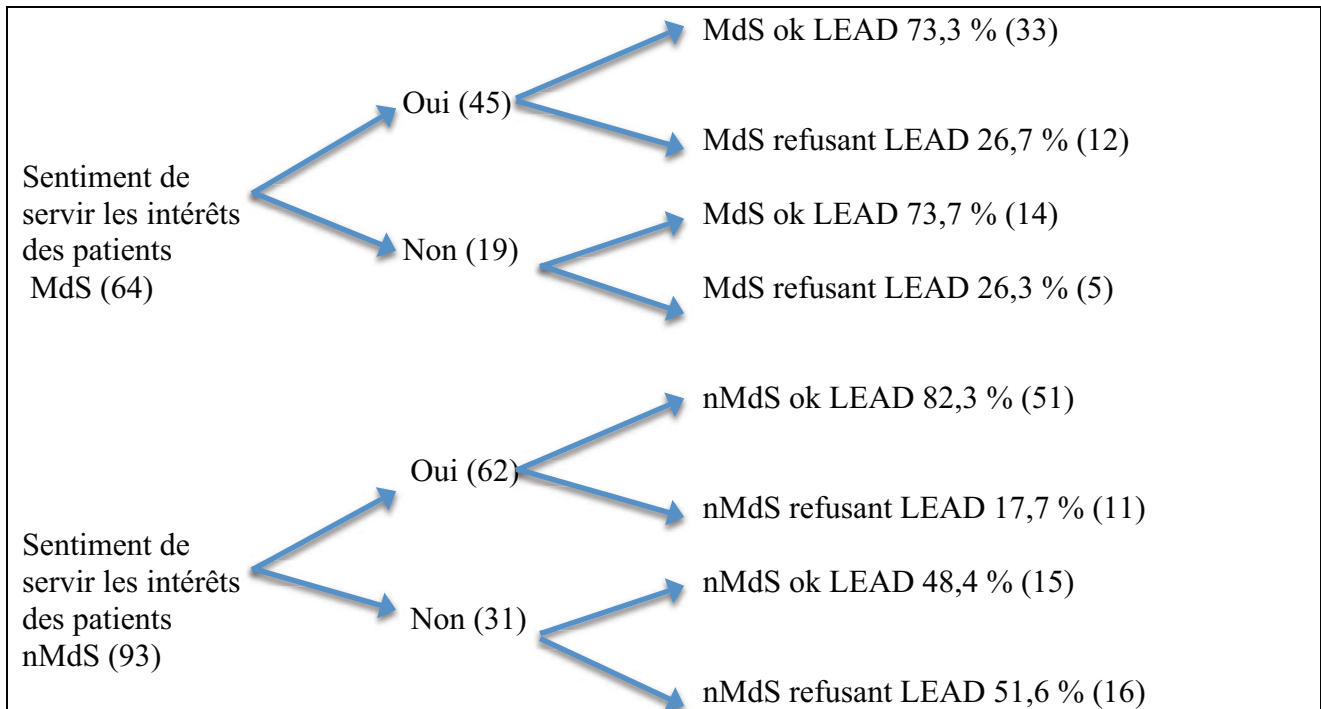 MdS ok LEAD 73,3 % (33)
Oui (45)
MdS refusant LEAD 26,7 % (12)
Sentiment de
servir les intérêts
des patients
MdS (64)
MdS ok LEAD 73,7 % (14)
Non (19)
MdS refusant LEAD 26,3 % (5)
nMdS ok LEAD 82,3 % (51)
Oui (62)
nMdS refusant LEAD 17,7 % (11)
Sentiment de
servir les intérêts
des patients
nMdS (93)
nMdS ok LEAD 48,4 % (15)
Non (31)
nMdS refusant LEAD 51,6 % (16)